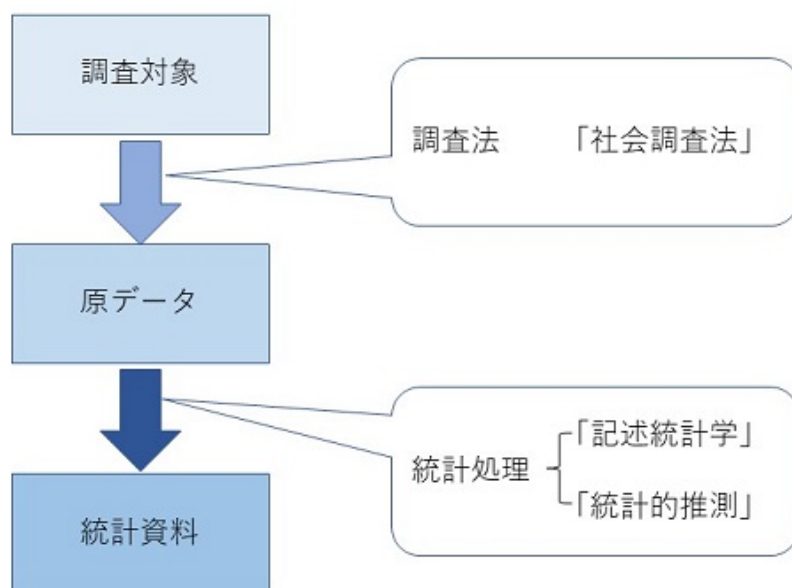 調査対象
調査法 「社会調査法」
原データ
「記述統計学」
統計処理
「統計的推測」
統計資料